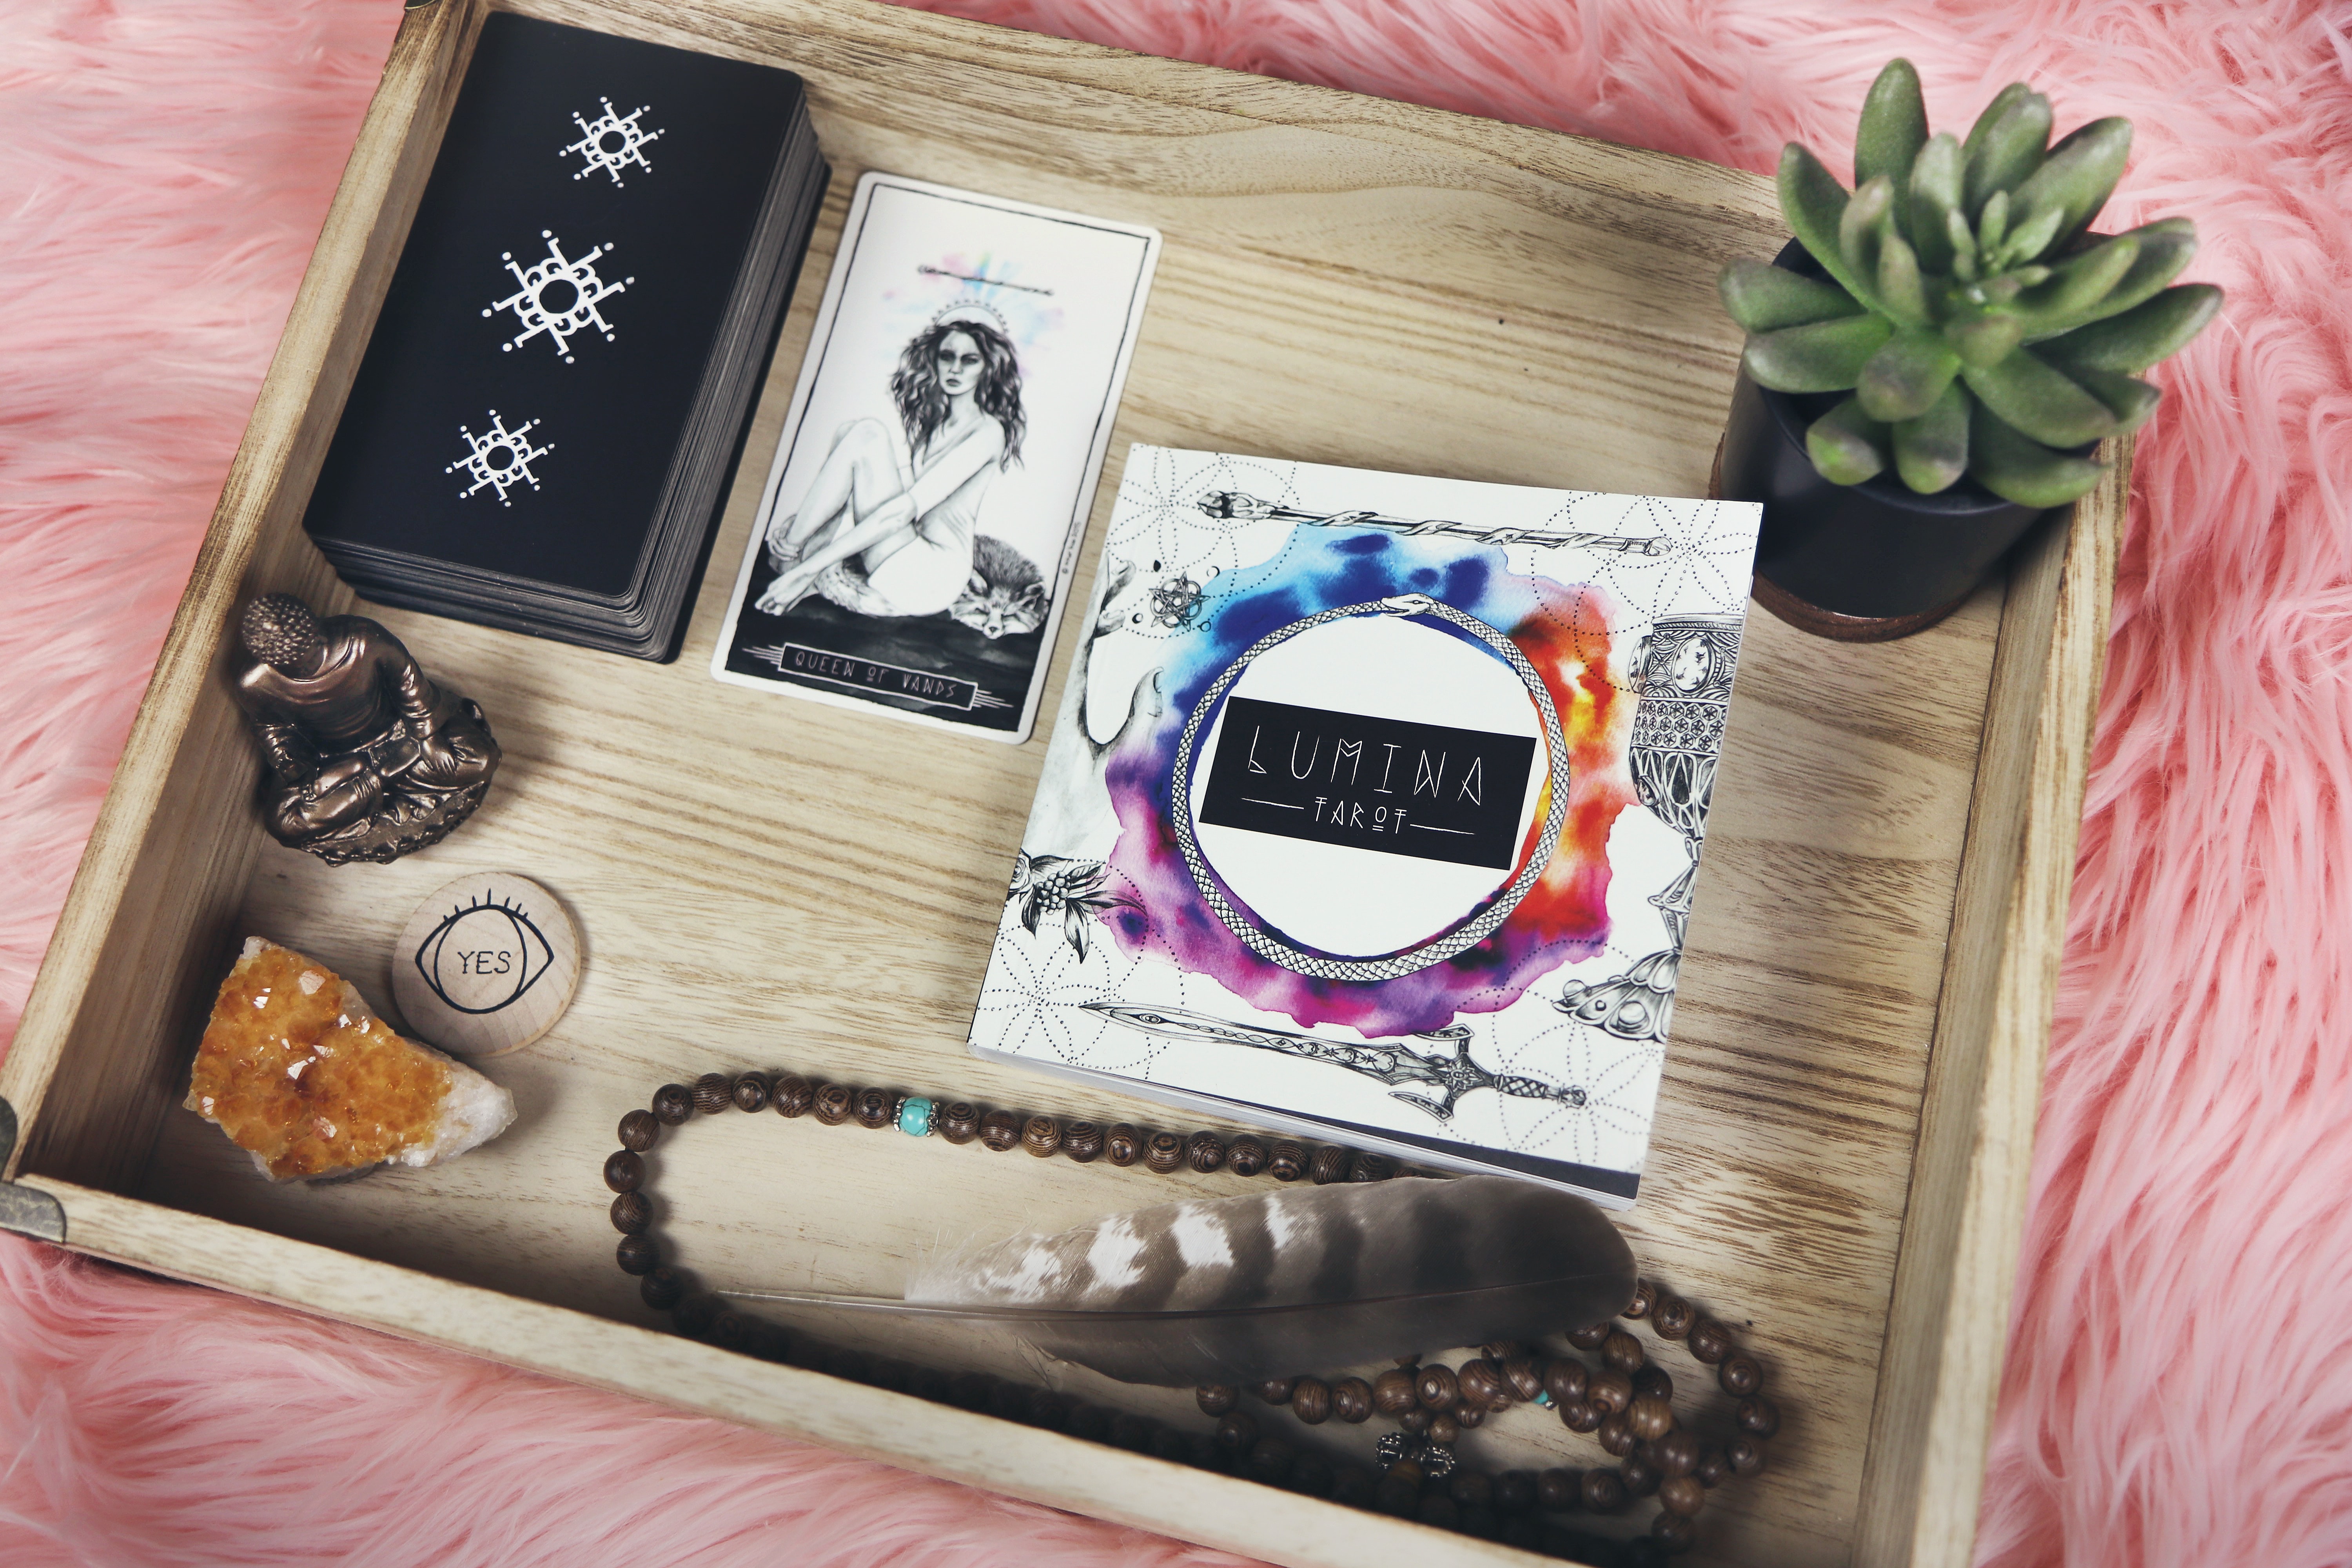 QUEEN OF WANDS
LUMINA
TAROT
YES